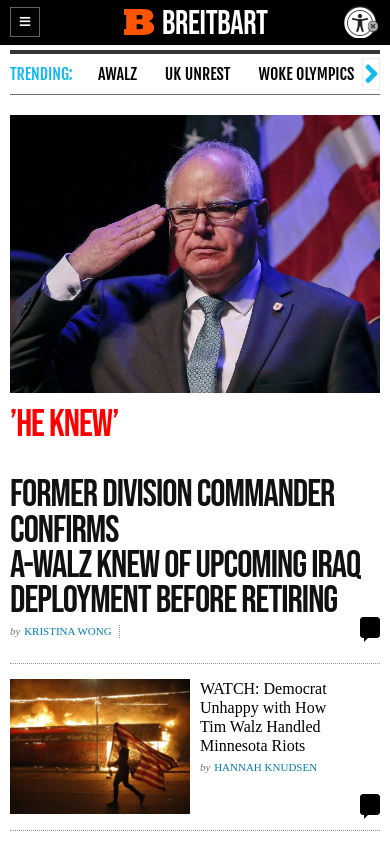 B BREITBART
TRENDING: AWALZ UK UNREST WOKE OLYMPICS
’HE KNEW’
FORMER DIVISION COMMANDER
CONFIRMS
A-WALZ KNEW OF UPCOMING IRAQ
DEPLOYMENT BEFORE RETIRING
by KRISTINA WONG
WATCH: Democrat
Unhappy with How
Tim Walz Handled
Minnesota Riots
by HANNAH KNUDSEN